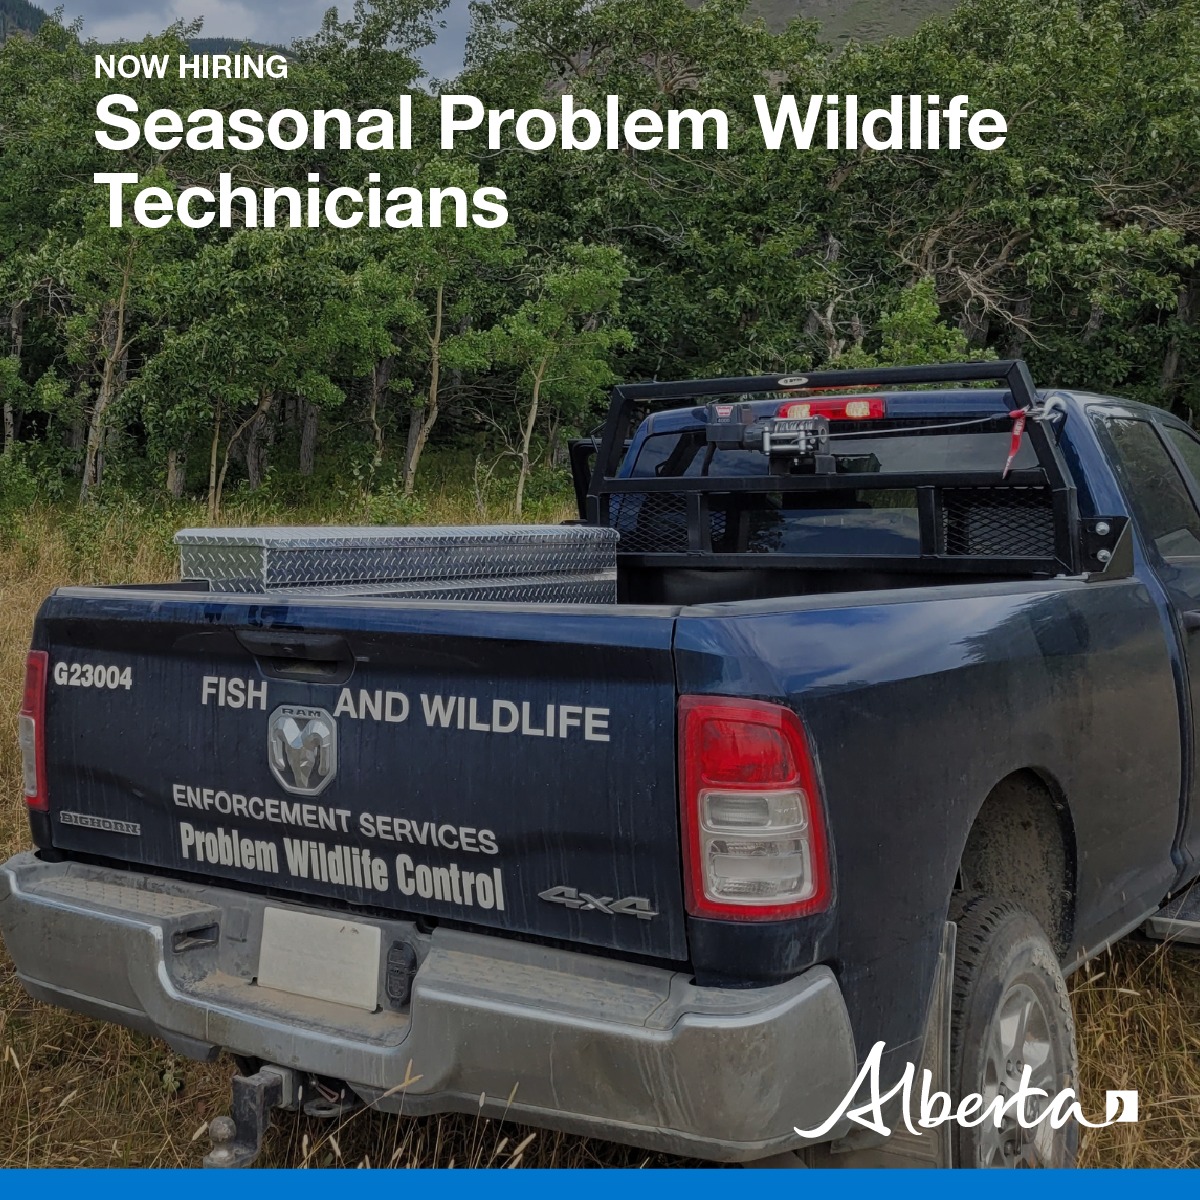 NOW HIRING
Seasonal Problem Wildlife
Technicians
WARN
G23004
FISH AND WILDLIFE
RAM
ENFORCEMENT SERVICES
BIGHORN
Problem Wildlife Control
4x4
Alberta